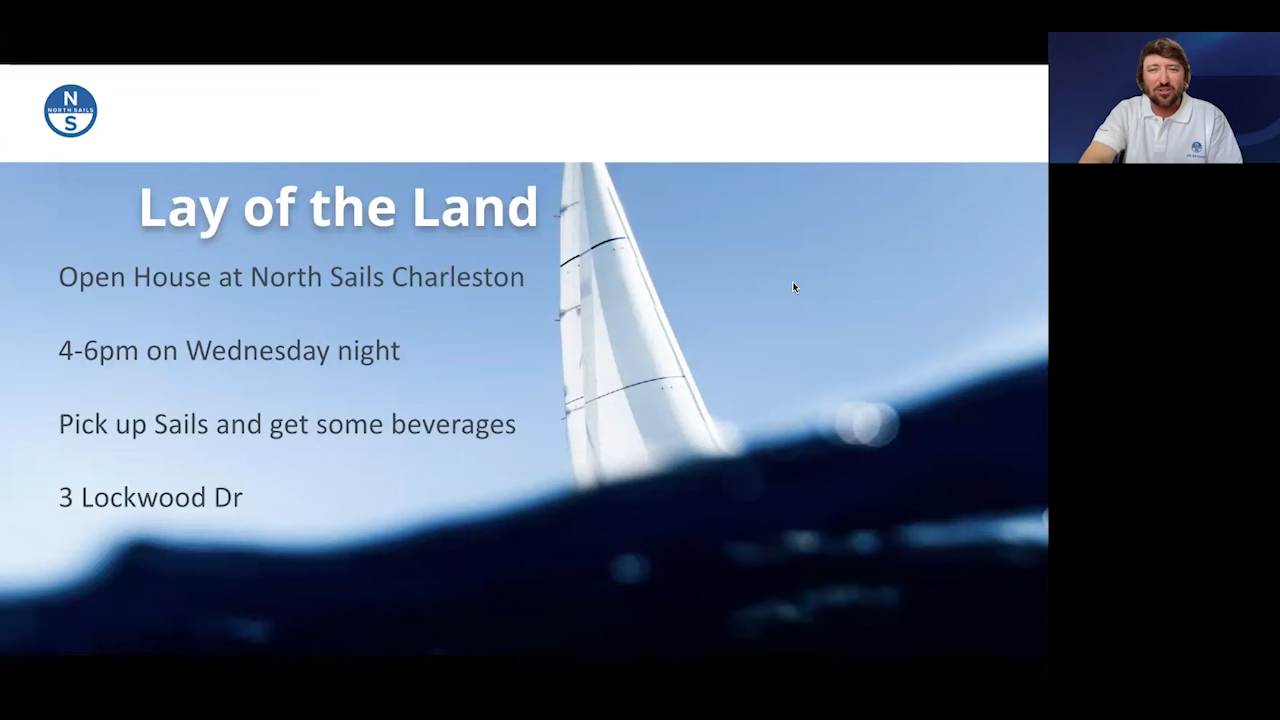 N
NORTH SAILS
S
Lay of the Land
Open House at North Sails Charleston
4-6pm on Wednesday night
Pick up Sails and get some beverages
3 Lockwood Dr